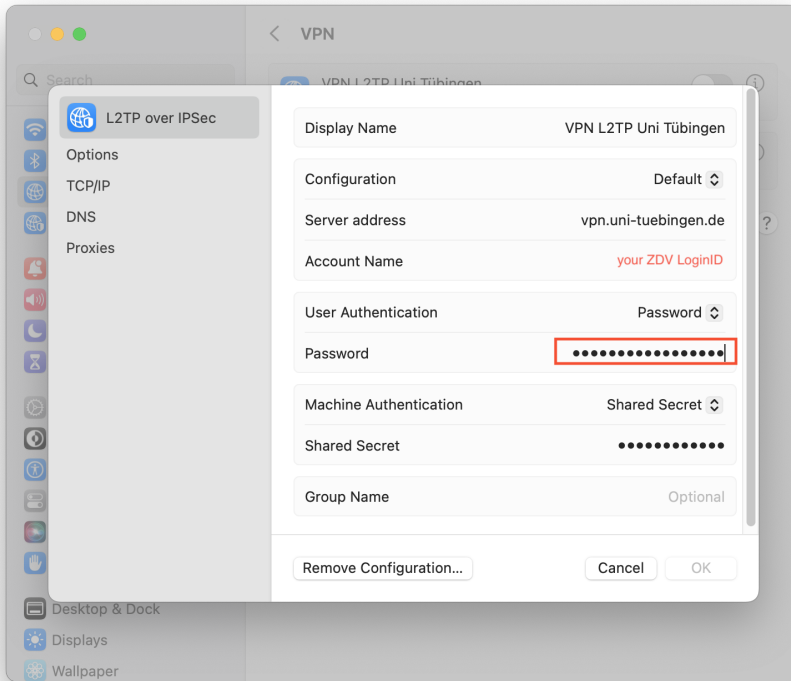 VPN
Search
VPN L2TP Uni Tübingen
L2TP over IPSec
Options
TCP/IP
DNS
Proxies
Display Name VPN L2TP Uni Tübingen
Configuration Default
Server address vpn.uni-tuebingen.de
Account Name your ZDV LoginID
User Authentication Password
Password ●●●●●●●●●●●●●●●●●
Machine Authentication Shared Secret
Shared Secret ●●●●●●●●●●●●
Group Name Optional
Remove Configuration... Cancel OK
?
Desktop & Dock
Displays
Wallpaper